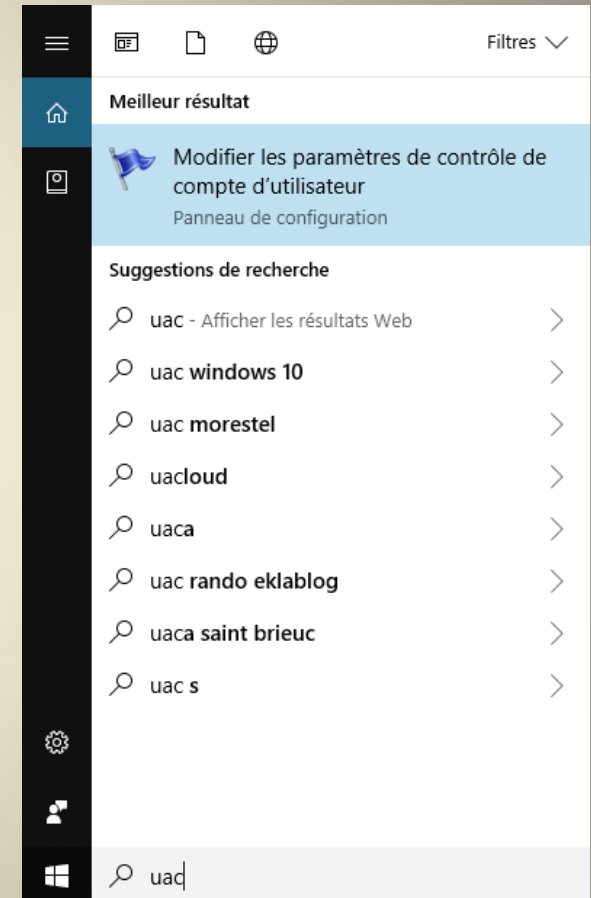 Filtres
Meilleur résultat
Modifier les paramètres de contrôle de
compte d’utilisateur
Panneau de configuration
Suggestions de recherche
uac - Afficher les résultats Web
uac windows 10
uac morestel
uacloud
uaca
uac rando eklablog
uaca saint brieuc
uac s
uac